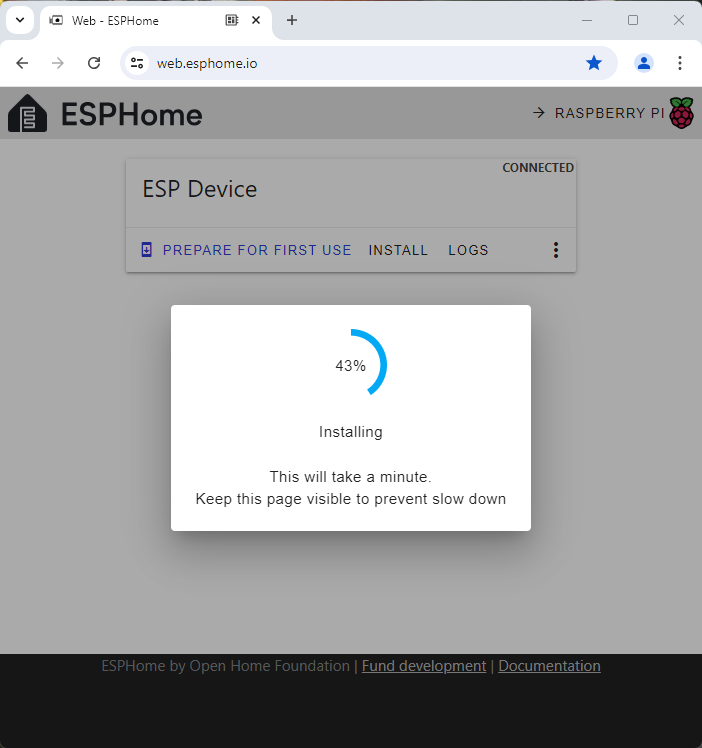 Web - ESPHome
web.esphome.io
ESPHome
RASPBERRY PI
CONNECTED
ESP Device
PREPARE FOR FIRST USE INSTALL LOGS
43%
Installing
This will take a minute.
Keep this page visible to prevent slow down
ESPHome by Open Home Foundation | Fund development | Documentation